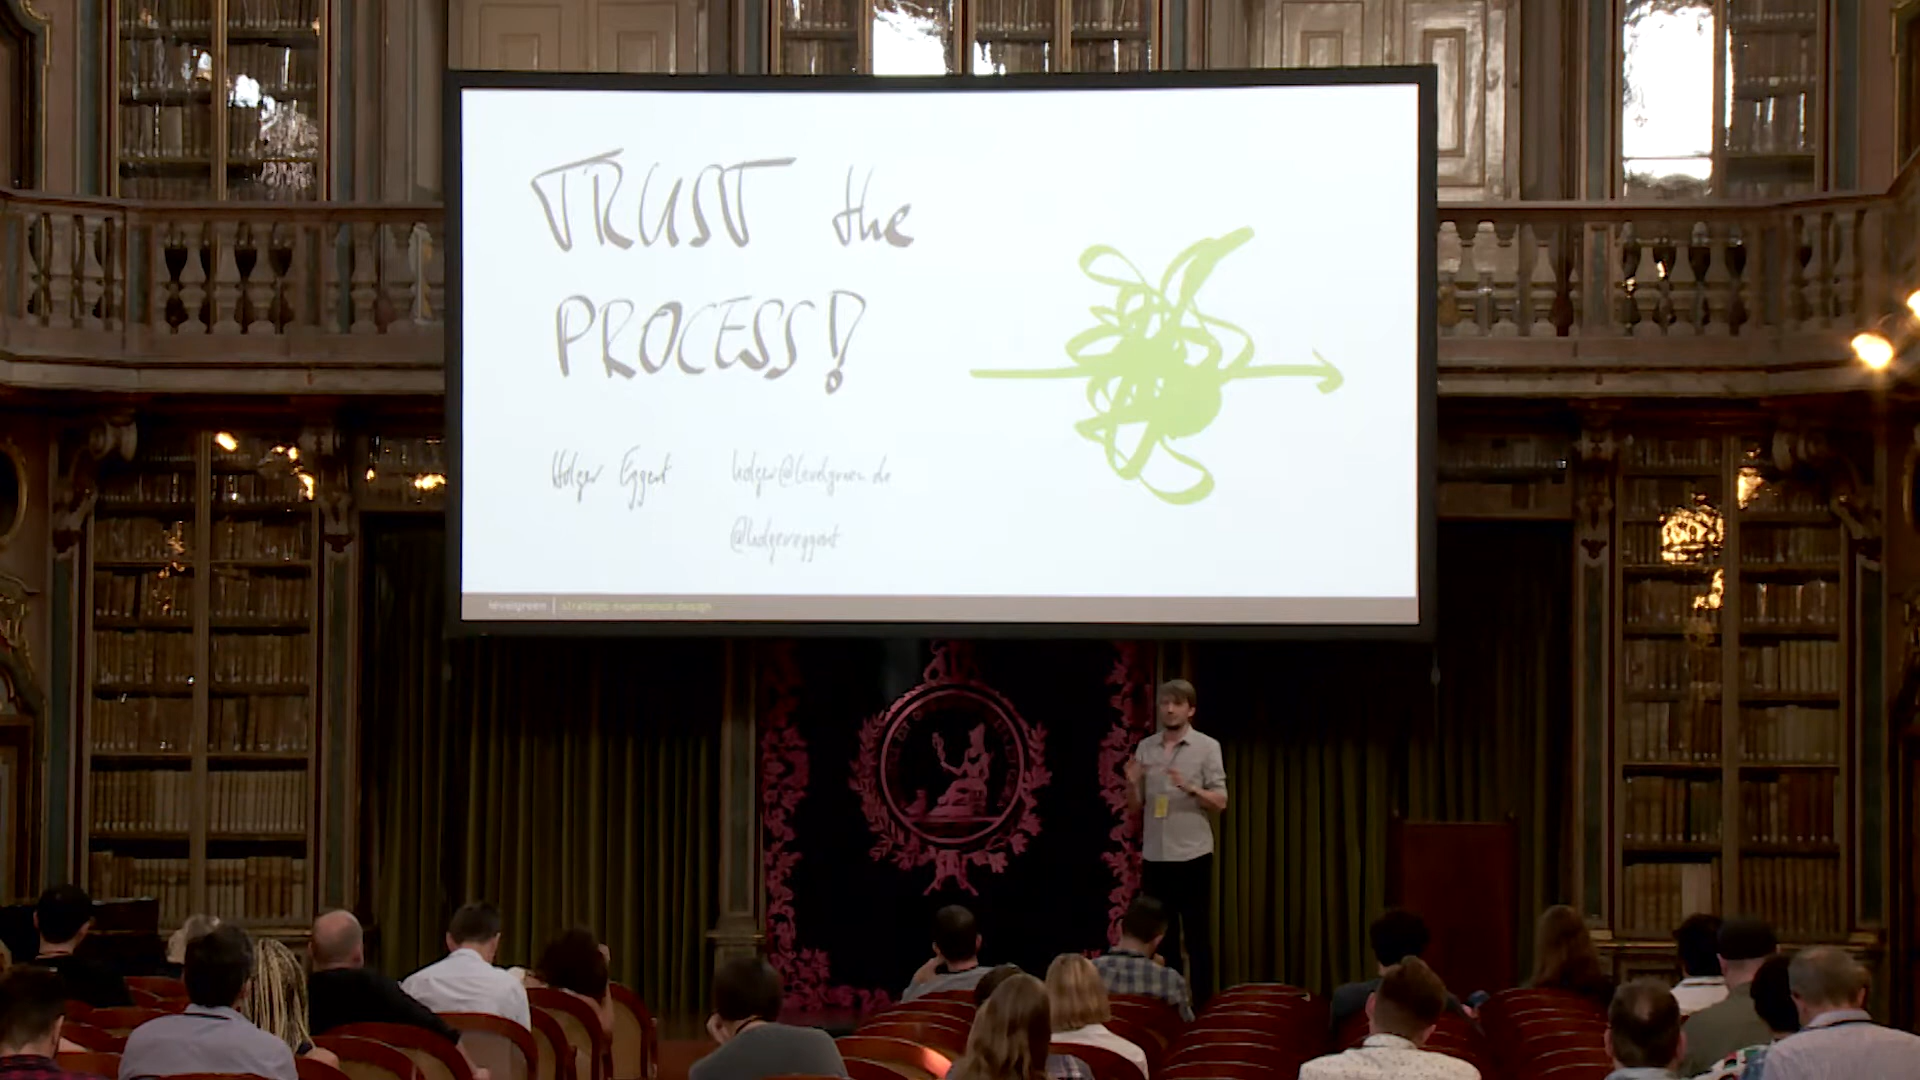 TRUST the
PROCESS!
Holger Eggert holger@levelgreen.de
@holgereggert
levelgreen | strategic experience design